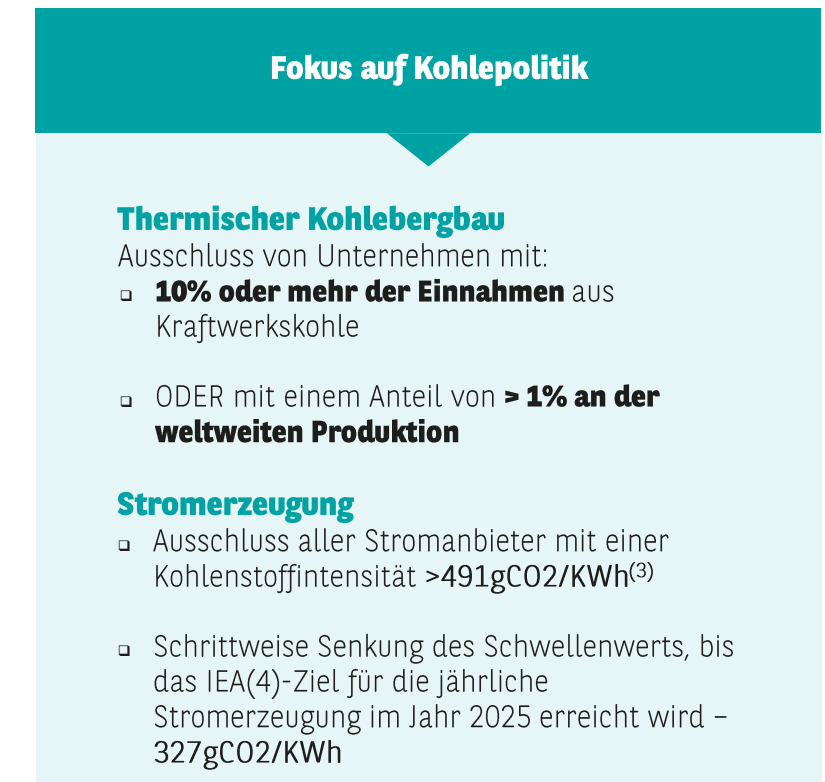 Fokus auf Kohlepolitik
Thermischer Kohlebergbau
Ausschluss von Unternehmen mit:
❑ 10% oder mehr der Einnahmen aus
Kraftwerkskohle
❑ ODER mit einem Anteil von > 1% an der
weltweiten Produktion
Stromerzeugung
❑ Ausschluss aller Stromanbieter mit einer
Kohlenstoffintensität >491gCO2/KWh(3)
❑ Schrittweise Senkung des Schwellenwerts, bis
das IEA(4)-Ziel für die jährliche
Stromerzeugung im Jahr 2025 erreicht wird –
327gCO2/KWh